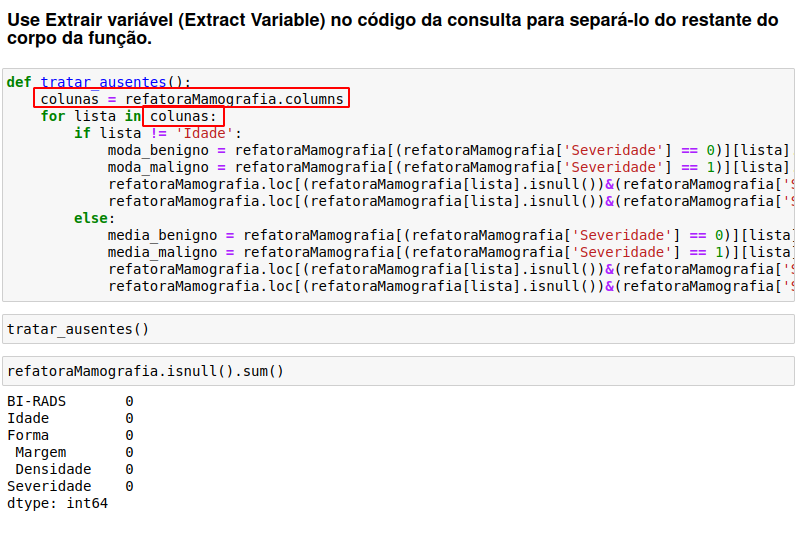 Use Extrair variável (Extract Variable) no código da consulta para separá-lo do restante do
corpo da função.
def tratar_ausentes():
    colunas = refatoraMamografia.columns
    for lista in colunas:
        if lista != 'Idade':
            moda_benigno = refatoraMamografia[(refatoraMamografia['Severidade'] == 0)][lista]
            moda_maligno = refatoraMamografia[(refatoraMamografia['Severidade'] == 1)][lista]
            refatoraMamografia.loc[(refatoraMamografia[lista].isnull())&(refatoraMamografia['S
            refatoraMamografia.loc[(refatoraMamografia[lista].isnull())&(refatoraMamografia['S
        else:
            media_benigno = refatoraMamografia[(refatoraMamografia['Severidade'] == 0)][lista]
            media_maligno = refatoraMamografia[(refatoraMamografia['Severidade'] == 1)][lista]
            refatoraMamografia.loc[(refatoraMamografia[lista].isnull())&(refatoraMamografia['S
            refatoraMamografia.loc[(refatoraMamografia[lista].isnull())&(refatoraMamografia['S
tratar_ausentes()
refatoraMamografia.isnull().sum()
BI-RADS       0
Idade         0
Forma         0
 Margem       0
 Densidade    0
Severidade    0
dtype: int64